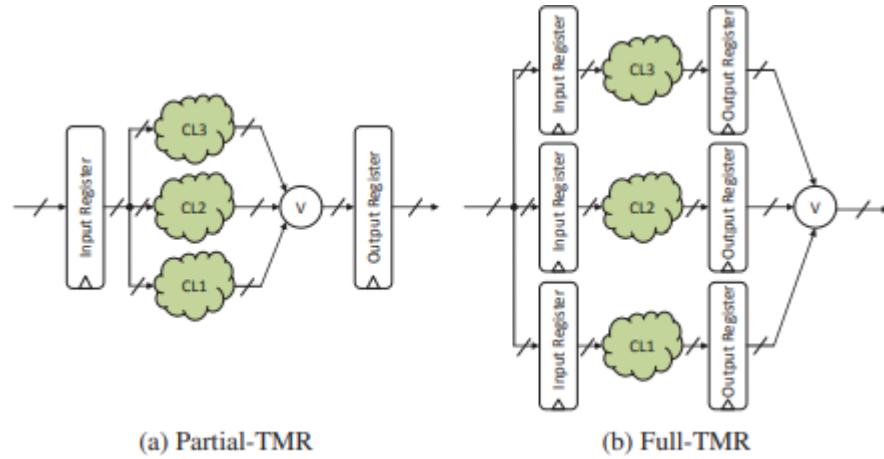 Input Register
CL3
CL2
CL1
V
Output Register
(a) Partial-TMR
Input Register
CL3
Output Register
Input Register
CL2
Output Register
V
Input Register
CL1
Output Register
(b) Full-TMR